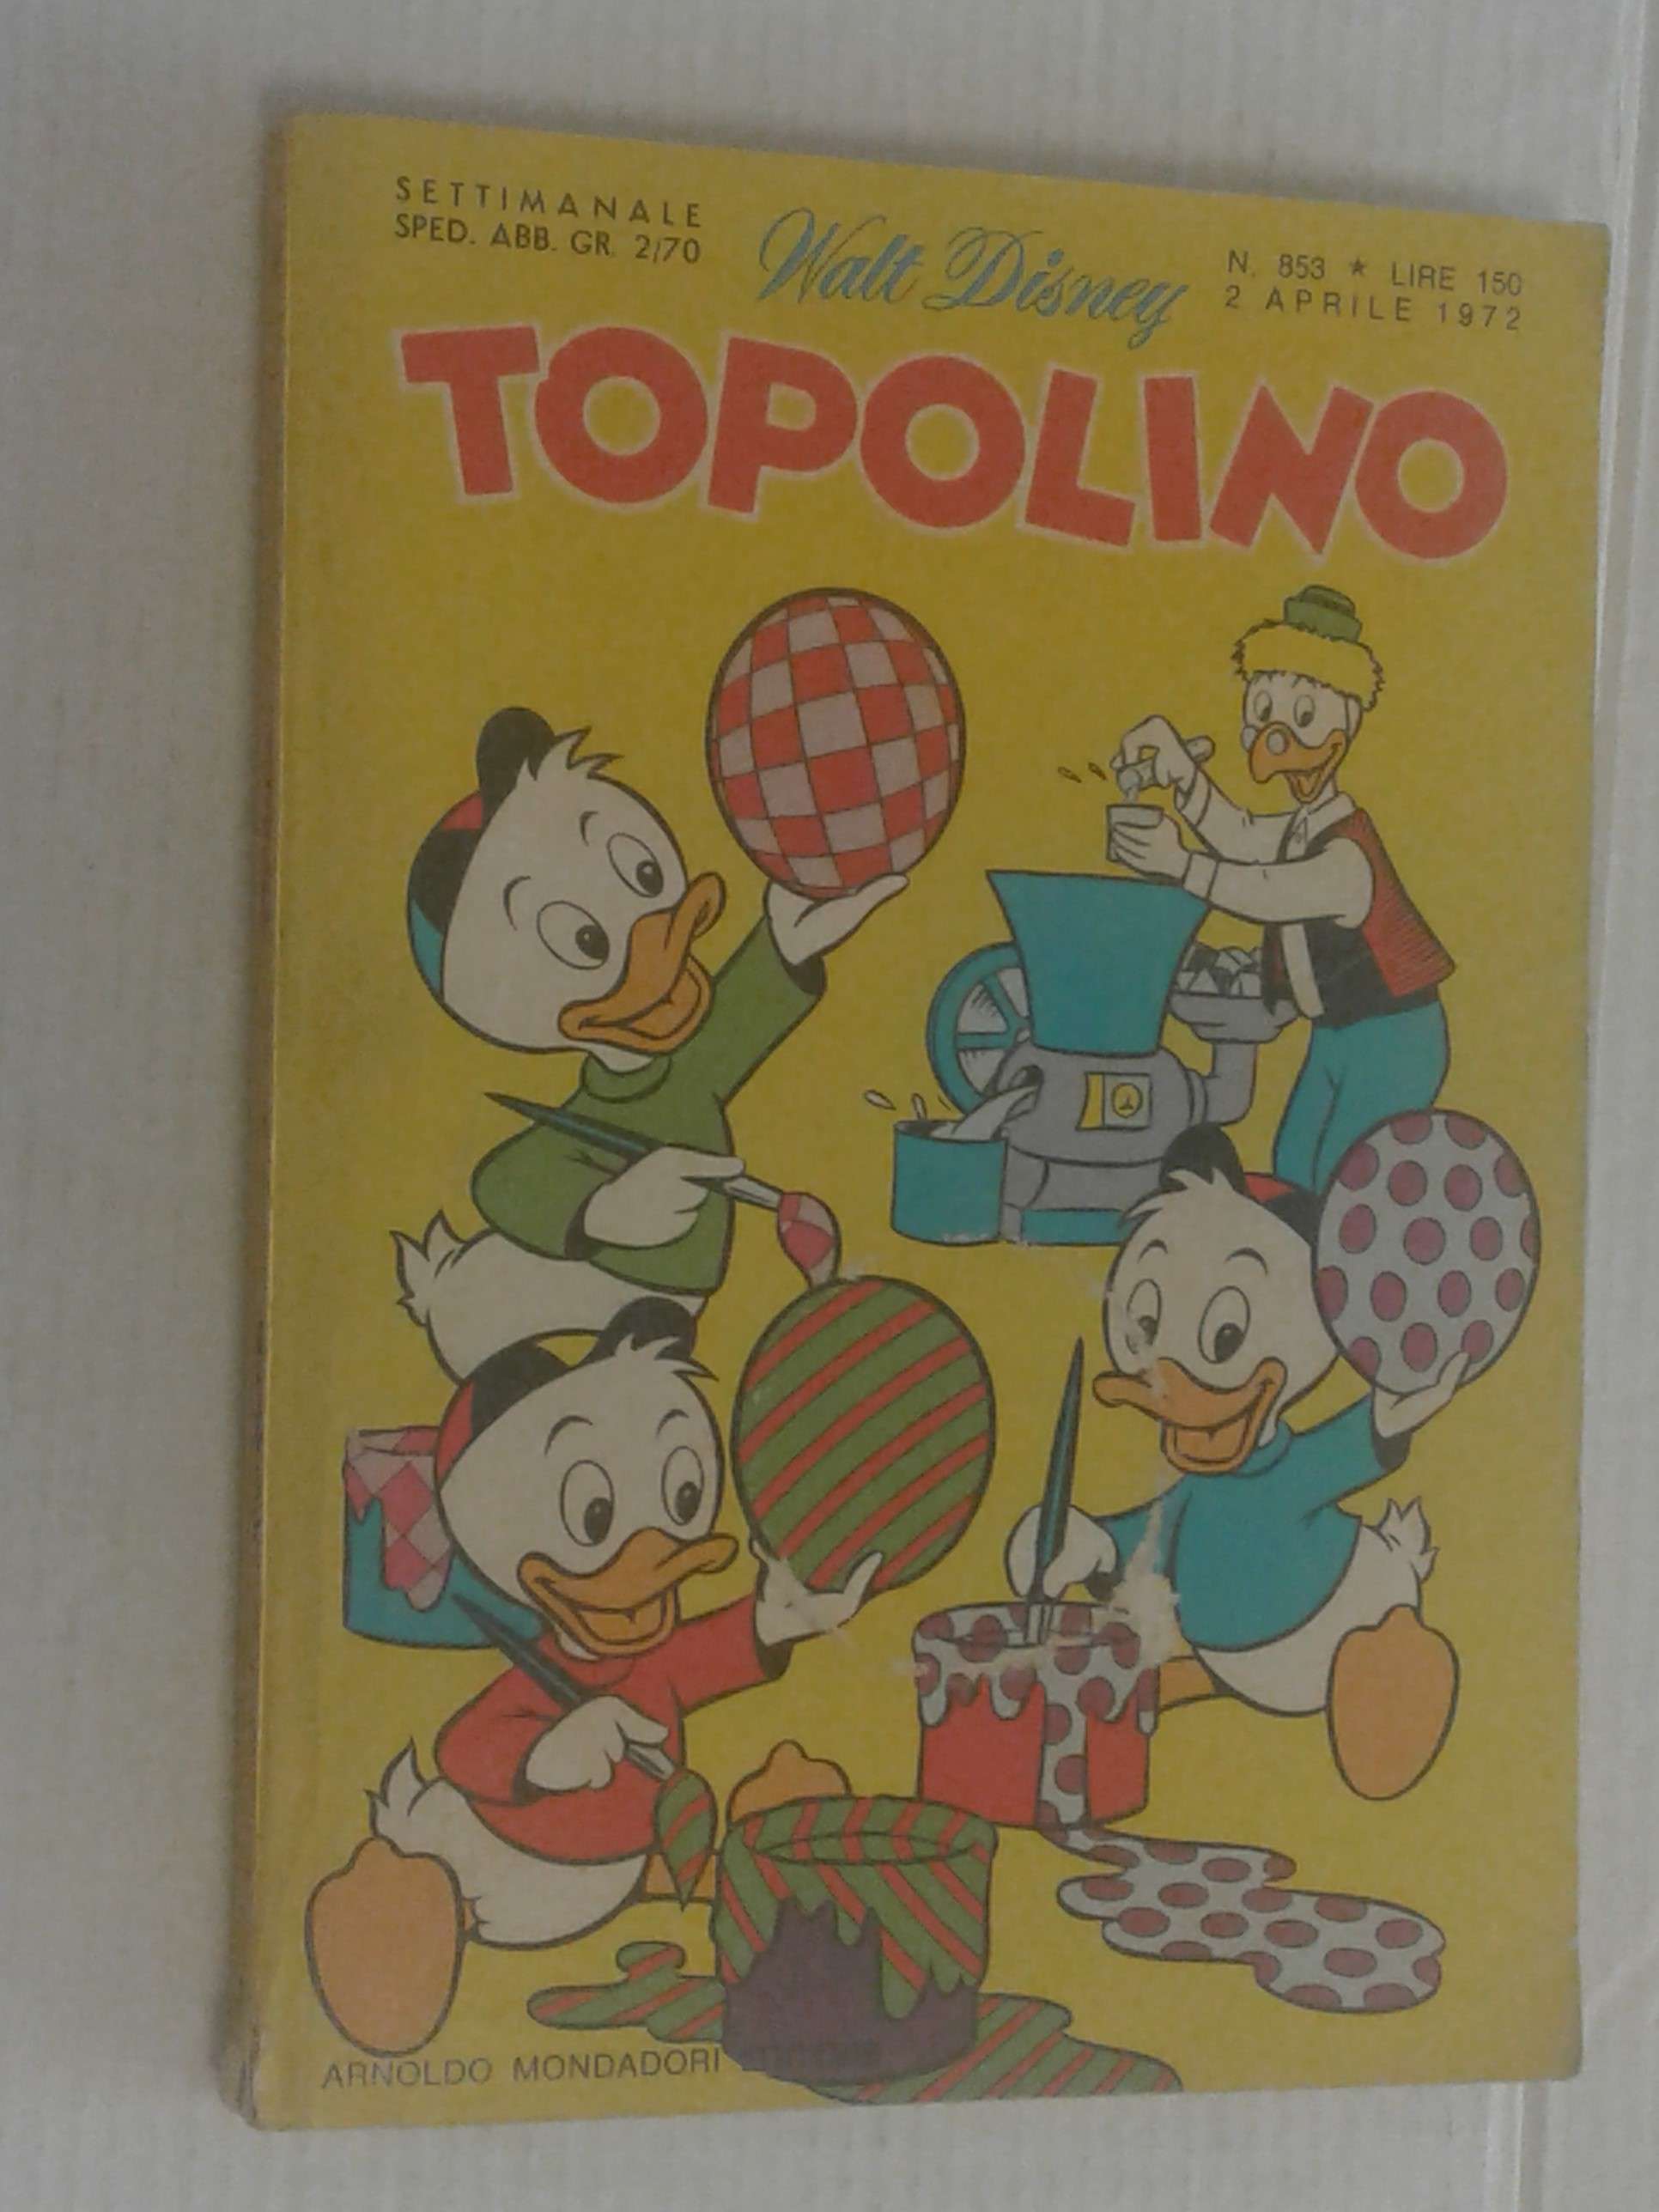 SETTIMANALE
SPED. ABB. GR. 2/70
Walt Disney
N. 853 ★ LIRE 150
2 APRILE 1972
TOPOLINO
ARNOLDO MONDADORI